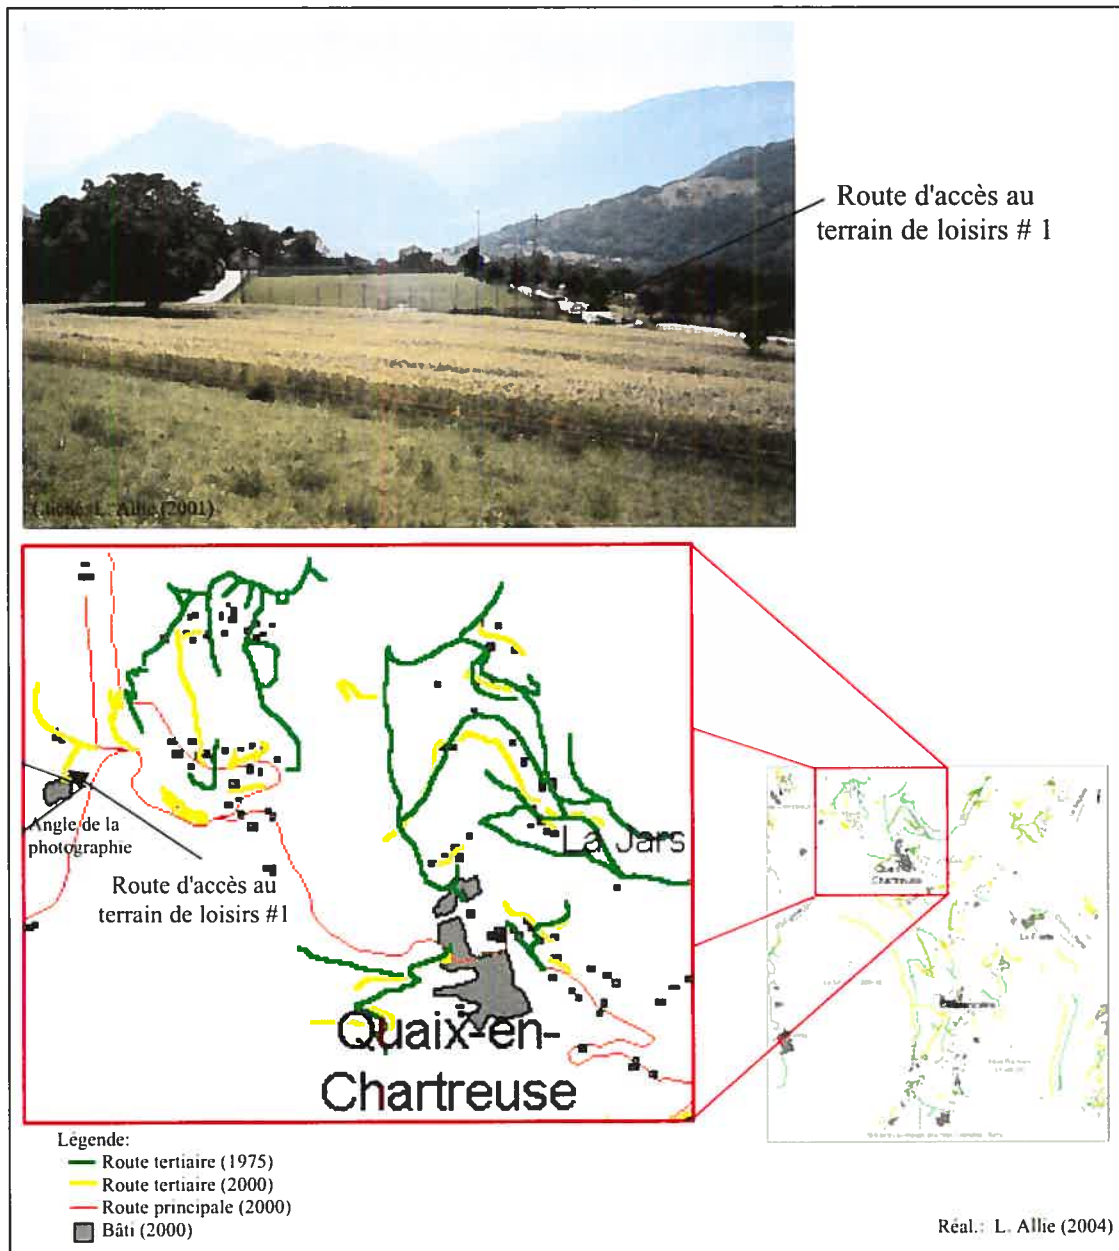 Route d'accès au
terrain de loisirs # 1
Cliché: L. Allie (2001)
La Jars
Angle de la
photographie
Route d'accès au
terrain de loisirs #1
Quaix-en-
Chartreuse
Chartreuse
Légende:
Route tertiaire (1975)
Route tertiaire (2000)
Route principale (2000)
Bâti (2000)
Réal.: L. Allie (2004)